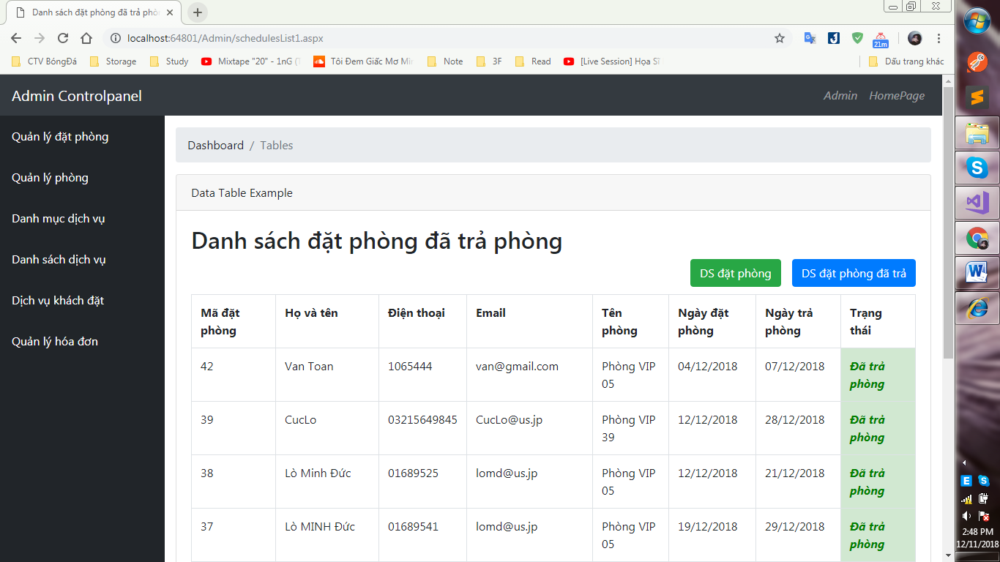 Danh sách đặt phòng đã trả phòn
localhost:64801/Admin/schedulesList1.aspx
21m
CTV BóngĐá
Storage
Study
Mixtape "20" - 1nG (T
Tôi Đem Giấc Mơ Mìn
Note
3F
Read
[Live Session] Họa Sĩ
Dấu trang khác
Admin Controlpanel
Admin HomePage
Quản lý đặt phòng
Quản lý phòng
Danh mục dịch vụ
Danh sách dịch vụ
Dịch vụ khách đặt
Quản lý hóa đơn
Dashboard / Tables
Data Table Example
Danh sách đặt phòng đã trả phòng
DS đặt phòng
DS đặt phòng đã trả
Mã đặt phòng Họ và tên Điện thoại Email Tên phòng Ngày đặt phòng Ngày trả phòng Trạng thái
42 Van Toan 1065444 van@gmail.com Phòng VIP 05 04/12/2018 07/12/2018 Đã trả phòng
39 CucLo 03215649845 CucLo@us.jp Phòng VIP 39 12/12/2018 28/12/2018 Đã trả phòng
38 Lò Minh Đức 01689525 lomd@us.jp Phòng VIP 05 12/12/2018 21/12/2018 Đã trả phòng
37 Lò MINH Đức 01689541 lomd@us.jp Phòng VIP 05 19/12/2018 29/12/2018 Đã trả phòng
2:48 PM
12/11/2018